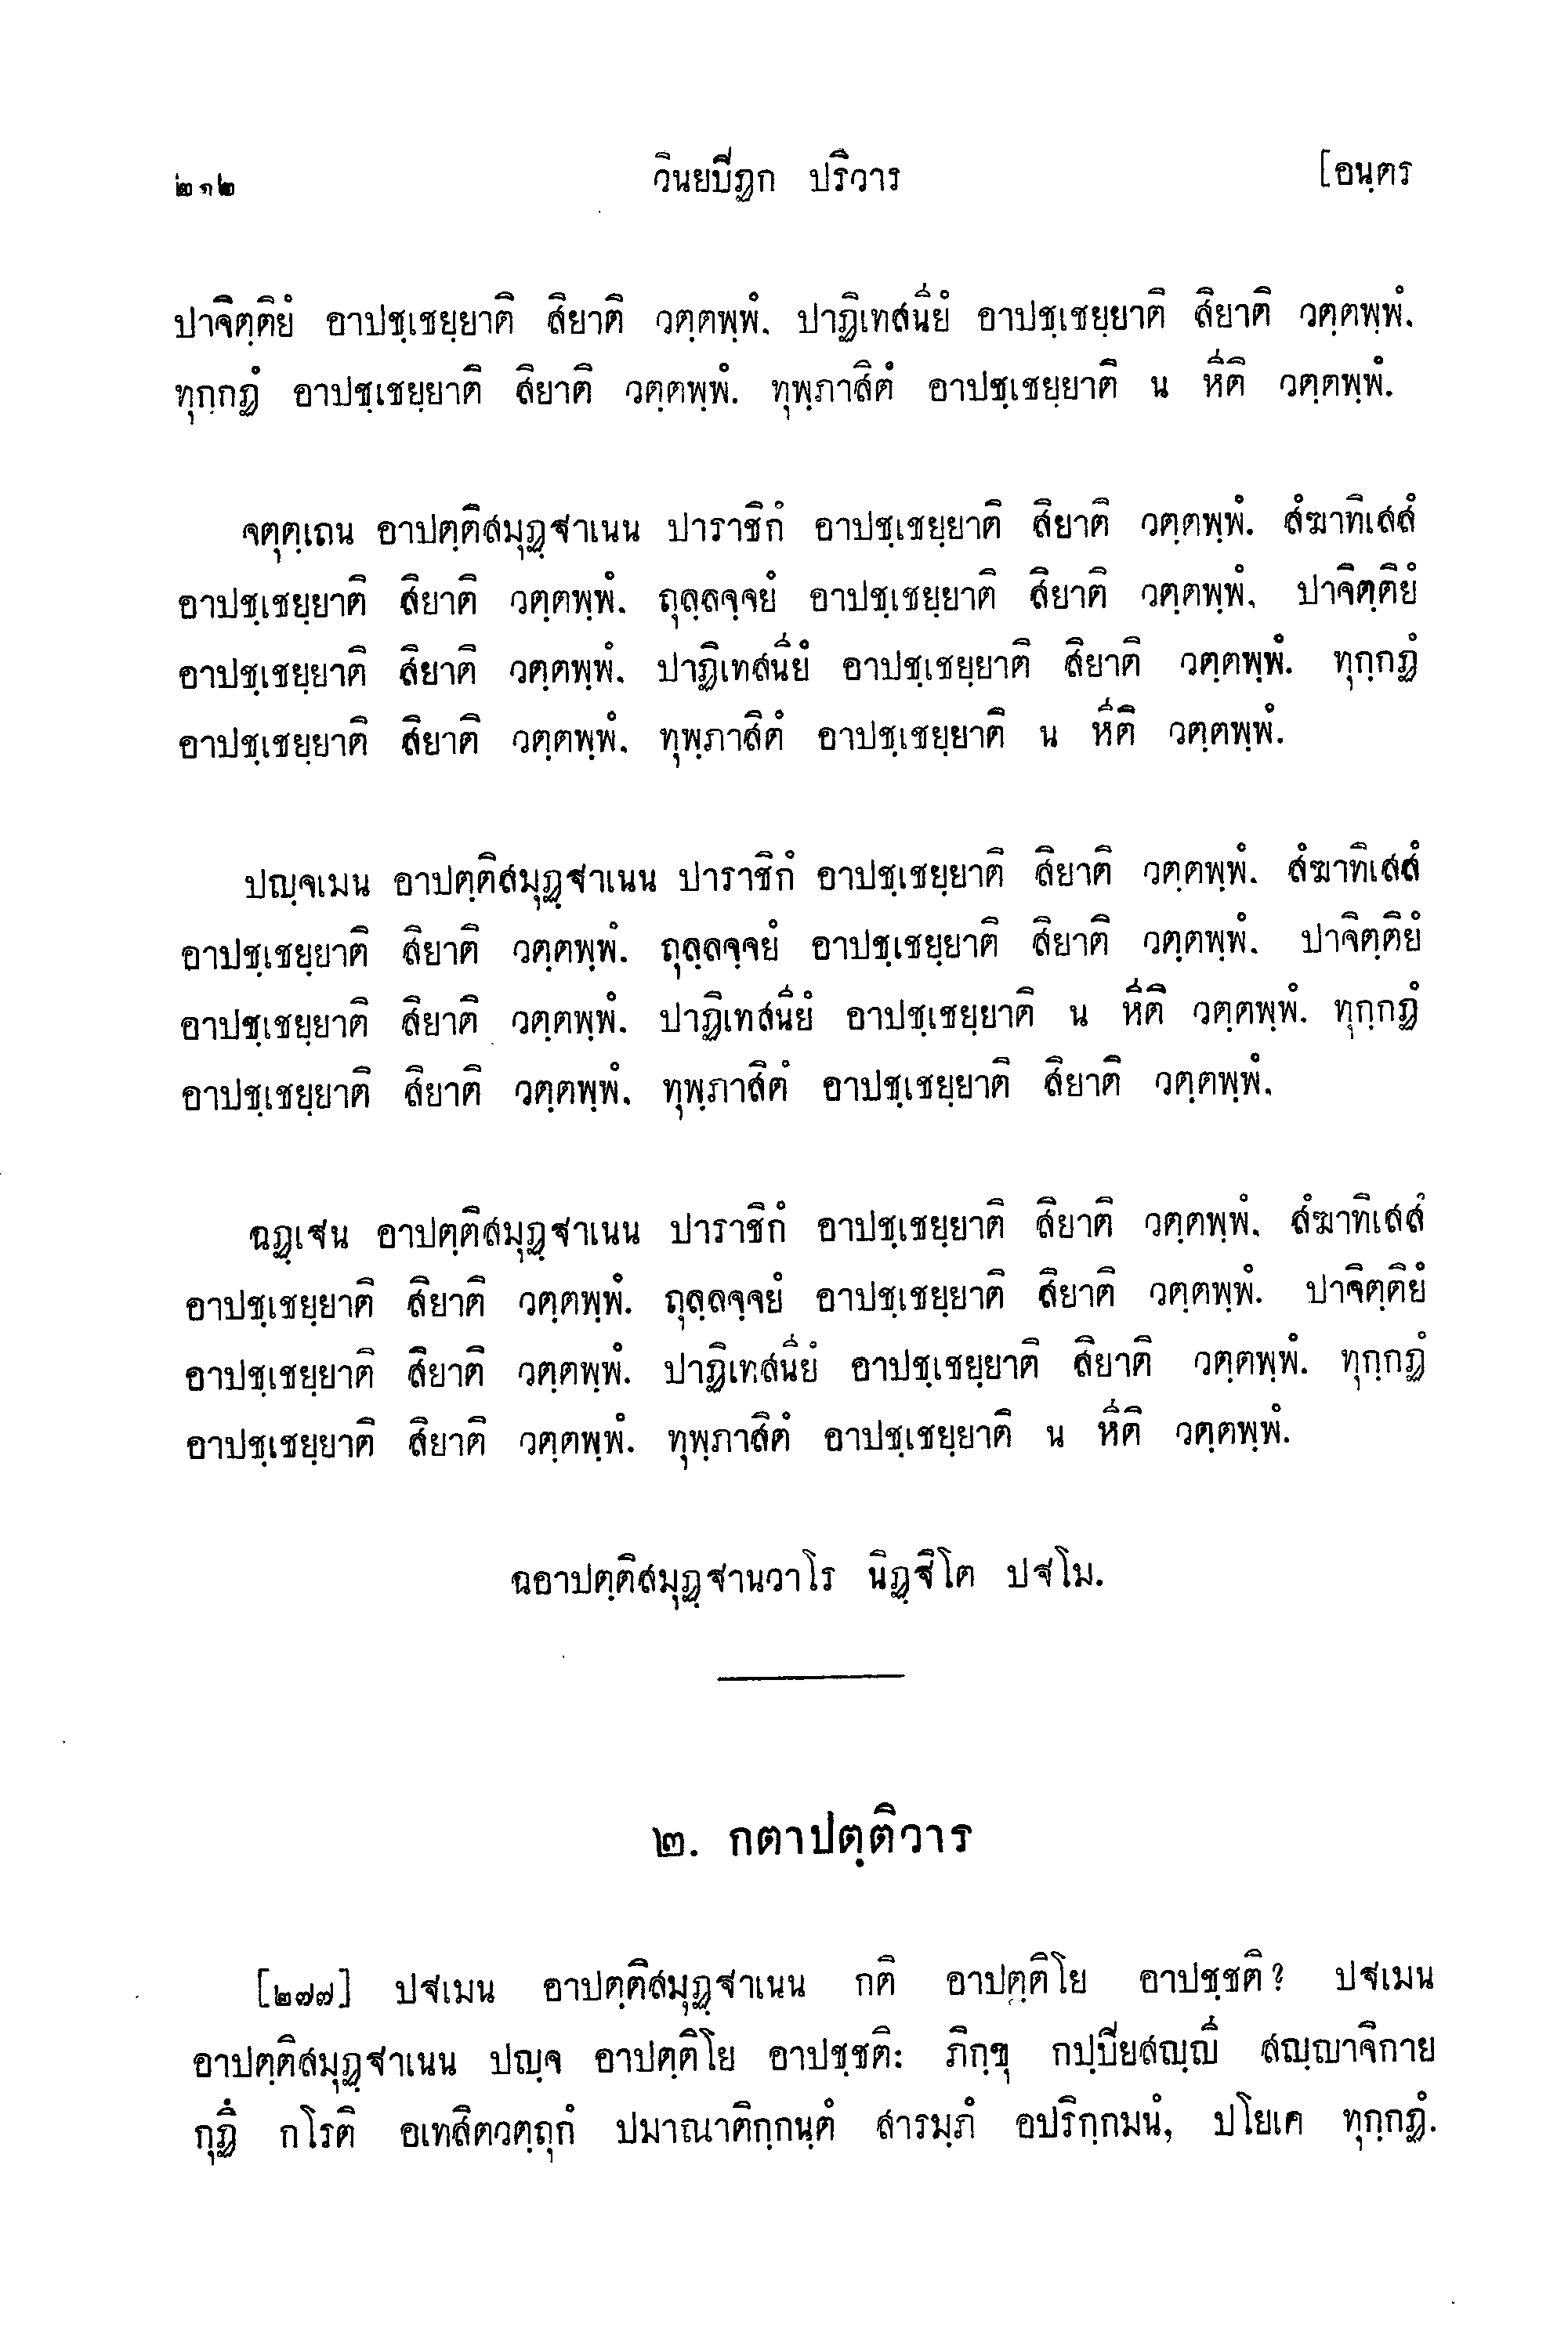 ๒๑๒ วินยปีฏก ปริวาร [อนฺตร
ปาจิตฺติยํ อาปชฺเชยฺยาติ สิยาติ วตฺตพฺพํ. ปาฏิเทสนียํ อาปชฺเชยฺยาติ สิยาติ วตฺตพฺพํ.
ทุกฺกฏํ อาปชฺเชยฺยาติ สิยาติ วตฺตพฺพํ. ทุพฺภาสิตํ อาปชฺเชยฺยาติ น หีติ วตฺตพฺพํ.
จตุตฺเถน อาปตฺติสมุฏฺฐาเนน ปาราชิกํ อาปชฺเชยฺยาติ สิยาติ วตฺตพฺพํ. สํฆาทิเสสํ
อาปชฺเชยฺยาติ สิยาติ วตฺตพฺพํ. ถุลฺลจฺจยํ อาปชฺเชยฺยาติ สิยาติ วตฺตพฺพํ. ปาจิตฺติยํ
อาปชฺเชยฺยาติ สิยาติ วตฺตพฺพํ. ปาฏิเทสนียํ อาปชฺเชยฺยาติ สิยาติ วตฺตพฺพํ. ทุกฺกฏํ
อาปชฺเชยฺยาติ สิยาติ วตฺตพฺพํ. ทุพฺภาสิตํ อาปชฺเชยฺยาติ น หีติ วตฺตพฺพํ.
ปญฺจเมน อาปตฺติสมุฏฺฐาเนน ปาราชิกํ อาปชฺเชยฺยาติ สิยาติ วตฺตพฺพํ. สํฆาทิเสสํ
อาปชฺเชยฺยาติ สิยาติ วตฺตพฺพํ. ถุลฺลจฺจยํ อาปชฺเชยฺยาติ สิยาติ วตฺตพฺพํ. ปาจิตฺติยํ
อาปชฺเชยฺยาติ สิยาติ วตฺตพฺพํ. ปาฏิเทสนียํ อาปชฺเชยฺยาติ น หีติ วตฺตพฺพํ. ทุกฺกฏํ
อาปชฺเชยฺยาติ สิยาติ วตฺตพฺพํ. ทุพฺภาสิตํ อาปชฺเชยฺยาติ สิยาติ วตฺตพฺพํ.
ฉฏฺเฐน อาปตฺติสมุฏฺฐาเนน ปาราชิกํ อาปชฺเชยฺยาติ สิยาติ วตฺตพฺพํ. สํฆาทิเสสํ
อาปชฺเชยฺยาติ สิยาติ วตฺตพฺพํ. ถุลฺลจฺจยํ อาปชฺเชยฺยาติ สิยาติ วตฺตพฺพํ. ปาจิตฺติยํ
อาปชฺเชยฺยาติ สิยาติ วตฺตพฺพํ. ปาฏิเทสนียํ อาปชฺเชยฺยาติ สิยาติ วตฺตพฺพํ. ทุกฺกฏํ
อาปชฺเชยฺยาติ สิยาติ วตฺตพฺพํ. ทุพฺภาสิตํ อาปชฺเชยฺยาติ น หีติ วตฺตพฺพํ.
ฉอาปตฺติสมุฏฺฐานวาโร นิฏฺฐิโต ปฐโม.
๒. กตาปตฺติวาร
[๒๗๗] ปฐเมน อาปตฺติสมุฏฺฐาเนน กติ อาปตฺติโย อาปชฺชติ? ปฐเมน
อาปตฺติสมุฏฺฐาเนน ปญฺจ อาปตฺติโย อาปชฺชติ: ภิกฺขุ กปฺปียสญฺญี สญฺญาจิกาย
กุฏึ กโรติ อเทสิตวตฺถุกํ ปมาณาติกฺกนฺตํ สารมฺภํ อปริกฺกมนํ, ปโยเค ทุกฺกฏํ.